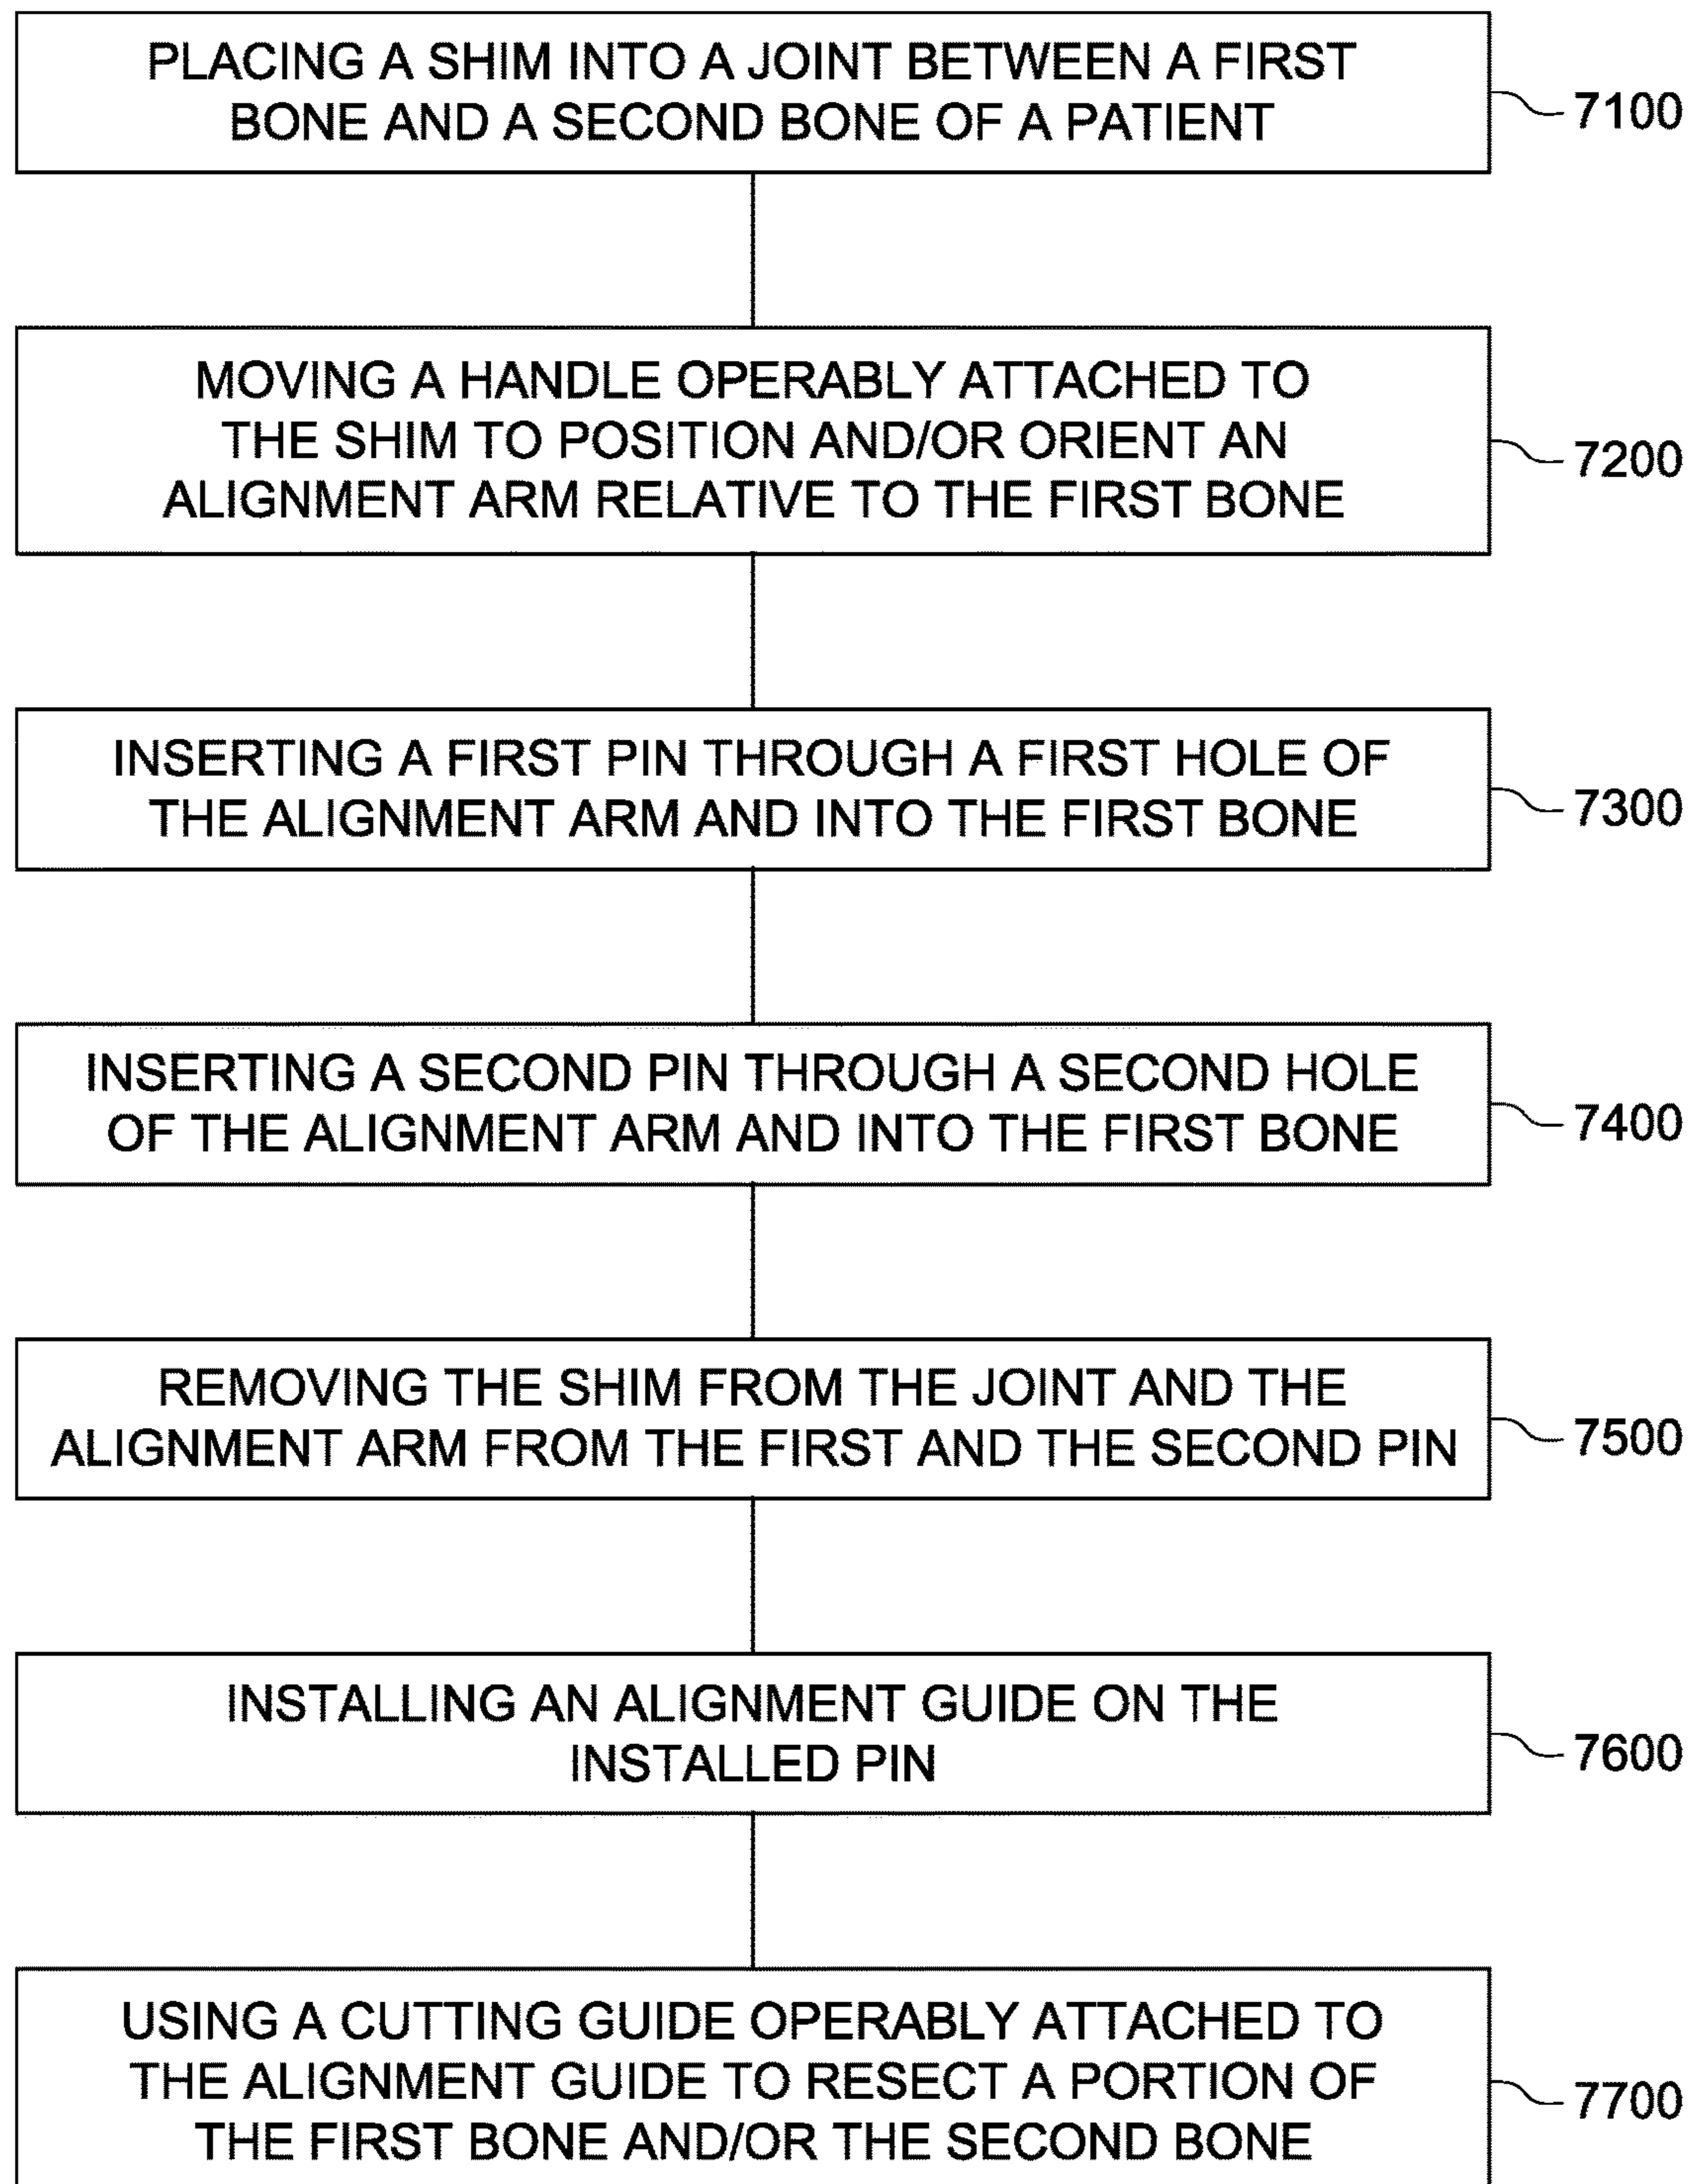 PLACING A SHIM INTO A JOINT BETWEEN A FIRST
BONE AND A SECOND BONE OF A PATIENT
7100
MOVING A HANDLE OPERABLY ATTACHED TO
THE SHIM TO POSITION AND/OR ORIENT AN
ALIGNMENT ARM RELATIVE TO THE FIRST BONE
7200
INSERTING A FIRST PIN THROUGH A FIRST HOLE OF
THE ALIGNMENT ARM AND INTO THE FIRST BONE
7300
INSERTING A SECOND PIN THROUGH A SECOND HOLE
OF THE ALIGNMENT ARM AND INTO THE FIRST BONE
7400
REMOVING THE SHIM FROM THE JOINT AND THE
ALIGNMENT ARM FROM THE FIRST AND THE SECOND PIN
7500
INSTALLING AN ALIGNMENT GUIDE ON THE
INSTALLED PIN
7600
USING A CUTTING GUIDE OPERABLY ATTACHED TO
THE ALIGNMENT GUIDE TO RESECT A PORTION OF
THE FIRST BONE AND/OR THE SECOND BONE
7700